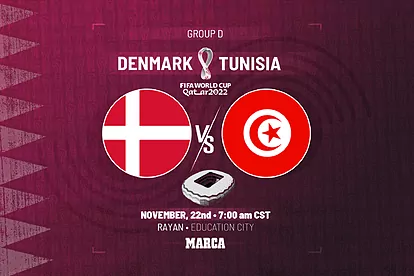 GROUP D
DENMARK TUNISIA
FIFA WORLD CUP
Qatar2022
VS
NOVEMBER, 22nd • 7:00 am CST
RAYAN • EDUCATION CITY
MARCA